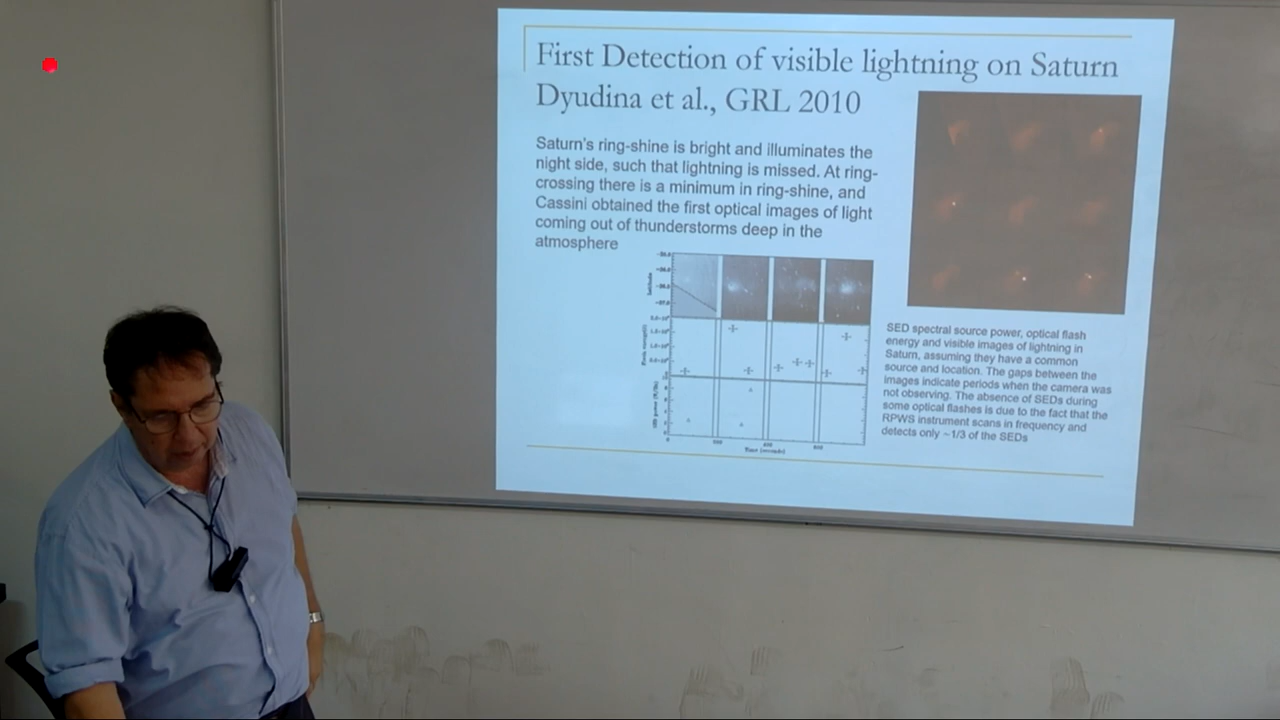 First Detection of visible lightning on Saturn
Dyudina et al., GRL 2010
Saturn's ring-shine is bright and illuminates the
night side, such that lightning is missed. At ring-
crossing there is a minimum in ring-shine, and
Cassini obtained the first optical images of light
coming out of thunderstorms deep in the
atmosphere
Latitude
Time (seconds)
SED spectral source power, optical flash
energy and visible images of lightning in
Saturn, assuming they have a common
source and location. The gaps between the
images indicate periods when the camera was
not observing. The absence of SEDs during
some optical flashes is due to the fact that the
RPWS instrument scans in frequency and
detects only ~1/3 of the SEDs